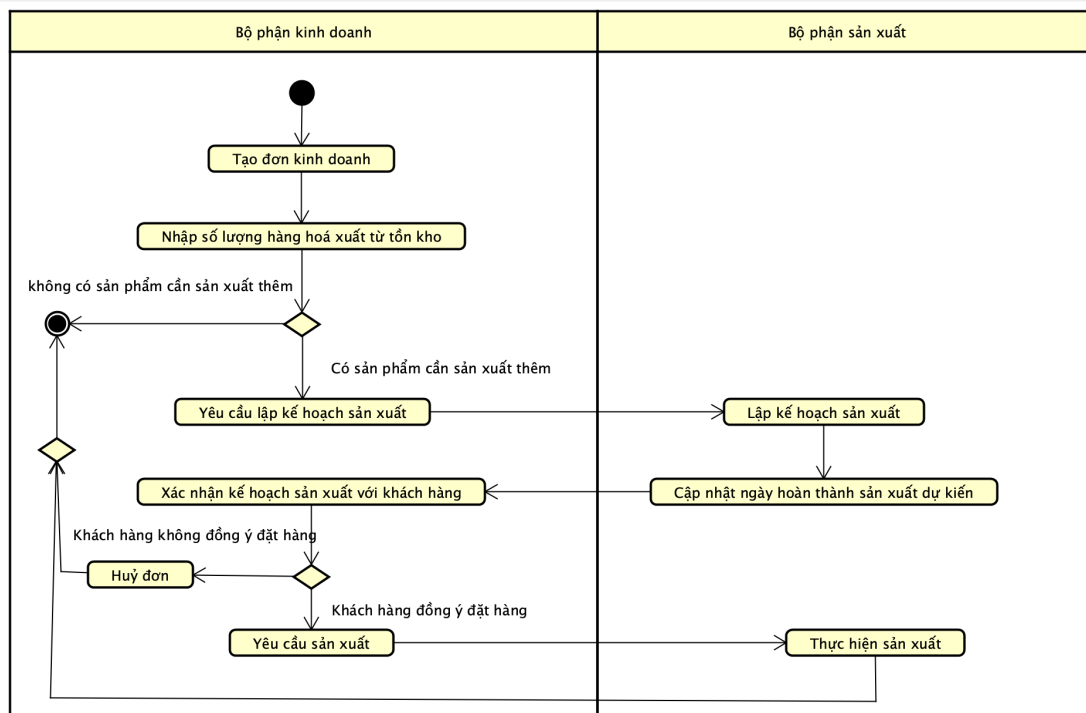 Bộ phận kinh doanh
Bộ phận sản xuất
Tạo đơn kinh doanh
Nhập số lượng hàng hoá xuất từ tồn kho
không có sản phẩm cần sản xuất thêm
Có sản phẩm cần sản xuất thêm
Yêu cầu lập kế hoạch sản xuất
Lập kế hoạch sản xuất
Xác nhận kế hoạch sản xuất với khách hàng
Cập nhật ngày hoàn thành sản xuất dự kiến
Khách hàng không đồng ý đặt hàng
Huỷ đơn
Khách hàng đồng ý đặt hàng
Yêu cầu sản xuất
Thực hiện sản xuất